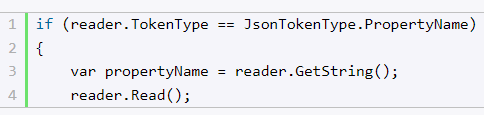 1 if (reader.TokenType == JsonTokenType.PropertyName)
2 {
3     var propertyName = reader.GetString();
4     reader.Read();